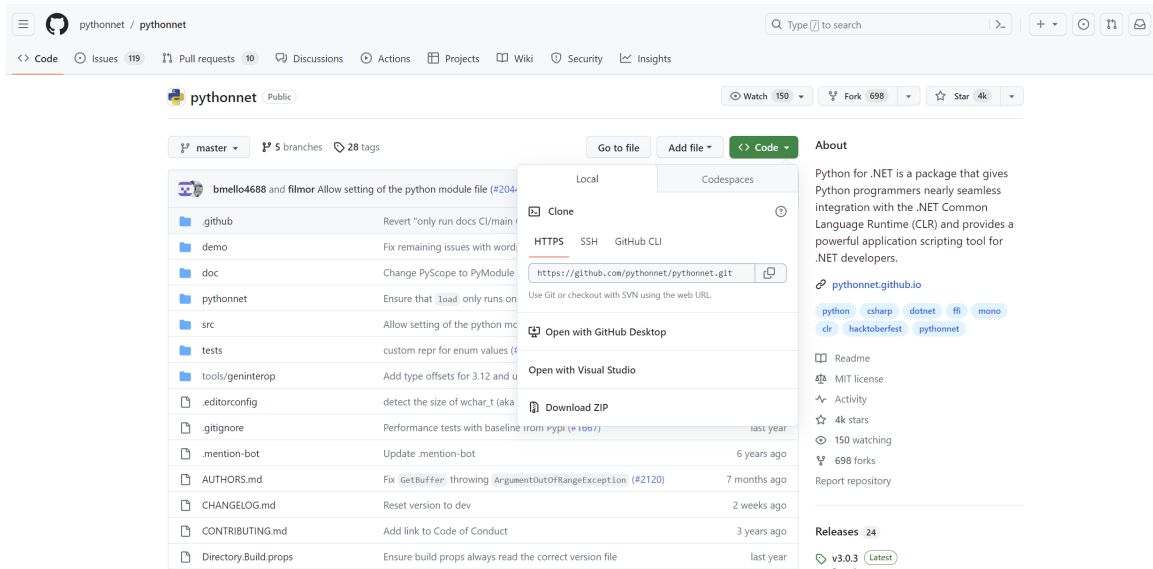 pythonnet / pythonnet
Type / to search
Code
Issues 119
Pull requests 10
Discussions
Actions
Projects
Wiki
Security
Insights
pythonnet Public
Watch 150
Fork 698
Star 4k
master
5 branches
28 tags
Go to file
Add file
Code
bmello4688 and filmor Allow setting of the python module file (#2044
.github Revert "only run docs CI/main
demo Fix remaining issues with word
doc Change PyScope to PyModule
pythonnet Ensure that load only runs on
src Allow setting of the python mo
tests custom repr for enum values (
tools/geninterop Add type offsets for 3.12 and u
.editorconfig detect the size of wchar_t (aka
.gitignore Performance tests with baseline from Pypi (#1667) last year
.mention-bot Update .mention-bot 6 years ago
AUTHORS.md Fix GetBuffer throwing ArgumentOutOfRangeException (#2120) 7 months ago
CHANGELOG.md Reset version to dev 2 weeks ago
CONTRIBUTING.md Add link to Code of Conduct 3 years ago
Directory.Build.props Ensure build props always read the correct version file last year
Local
Codespaces
Clone
HTTPS
SSH
GitHub CLI
https://github.com/pythonnet/pythonnet.git
Use Git or checkout with SVN using the web URL.
Open with GitHub Desktop
Open with Visual Studio
Download ZIP
About
Python for .NET is a package that gives
Python programmers nearly seamless
integration with the .NET Common
Language Runtime (CLR) and provides a
powerful application scripting tool for
.NET developers.
pythonnet.github.io
python csharp dotnet ffi mono
clr hacktoberfest pythonnet
Readme
MIT license
Activity
4k stars
150 watching
698 forks
Report repository
Releases 24
v3.0.3 Latest